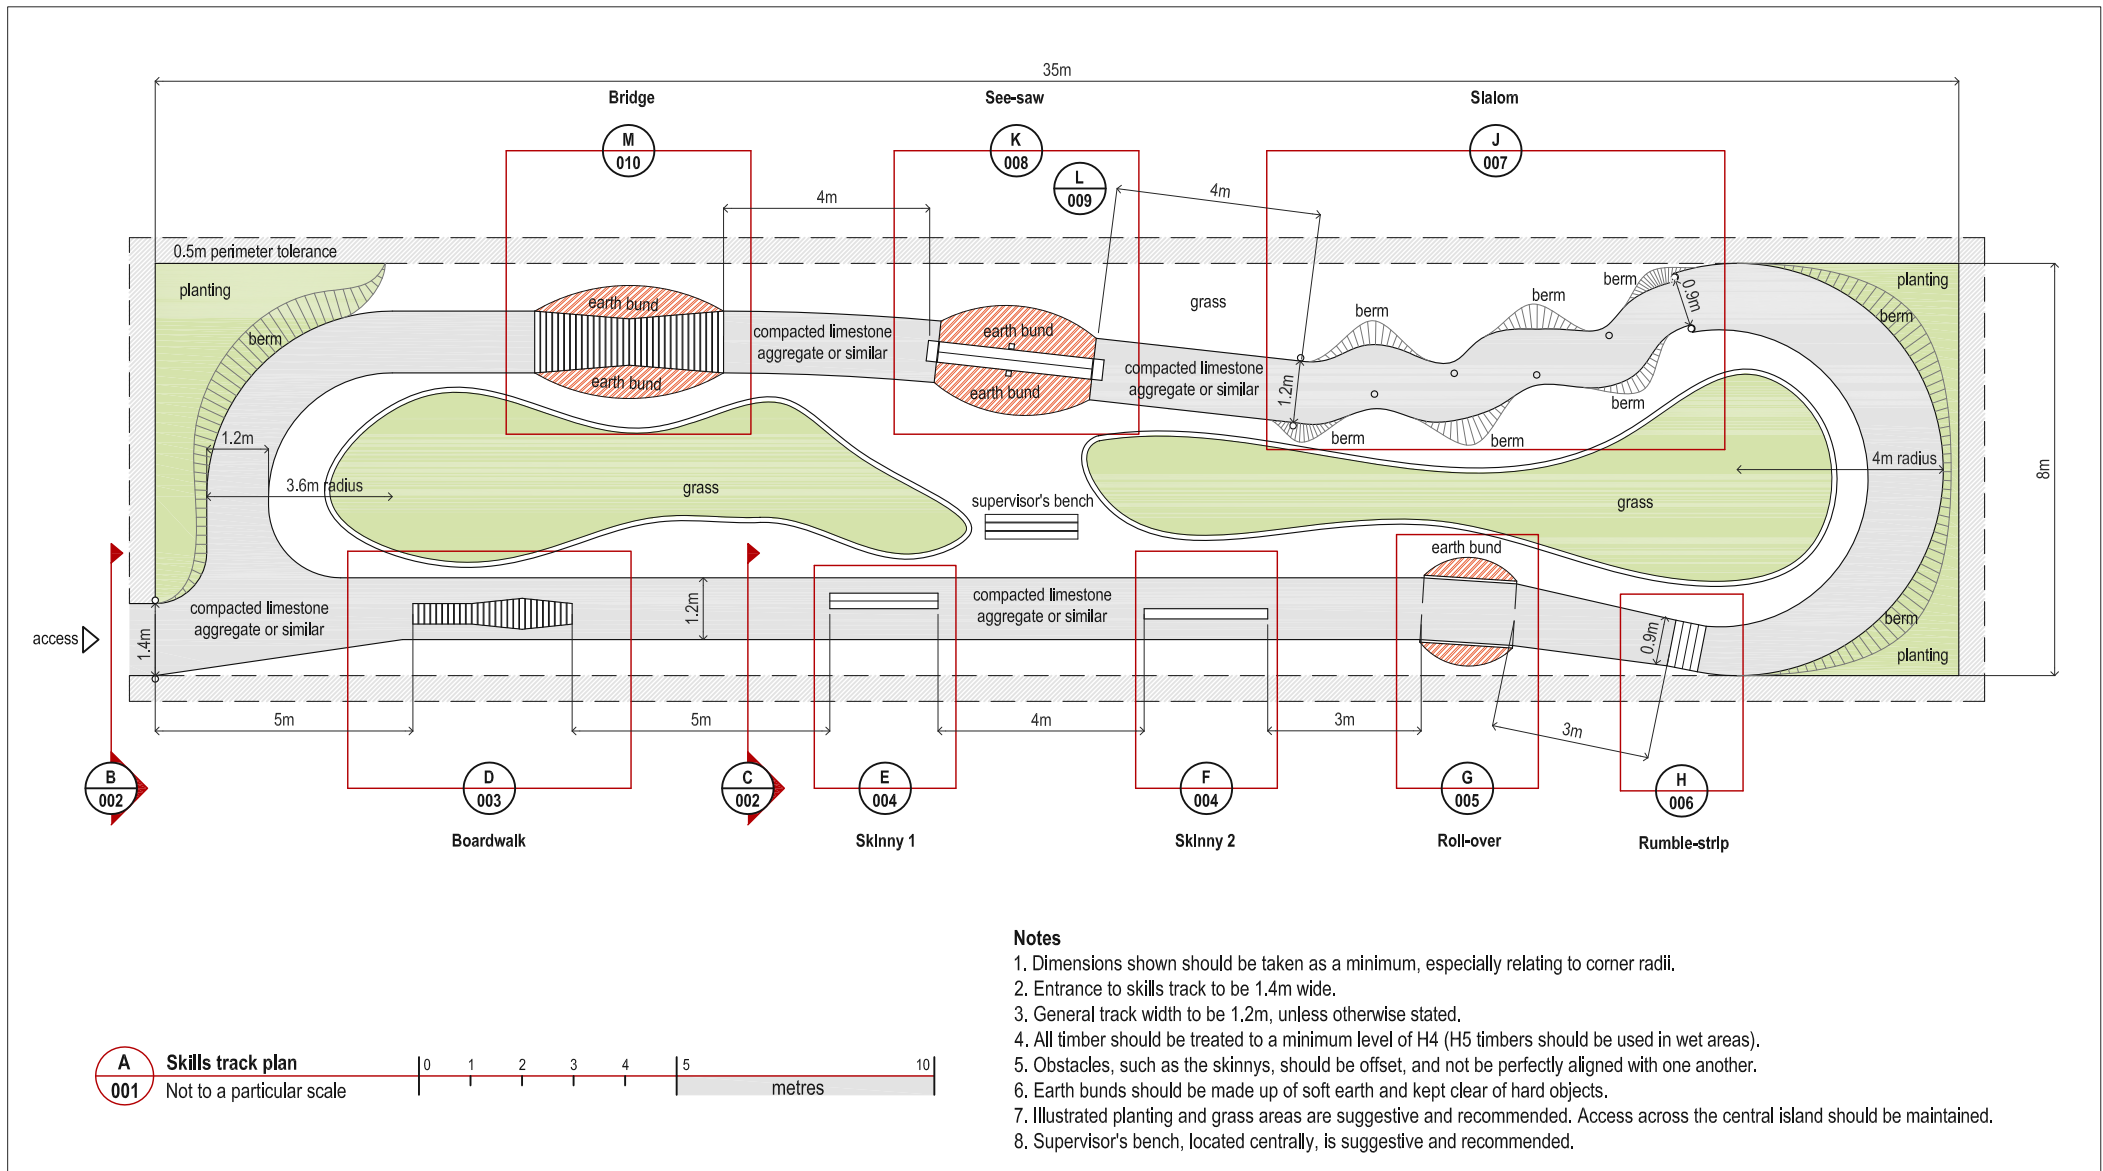 35m
Bridge
See-saw
Slalom
M
010
K
008
J
007
L
009
4m
4m
0.5m perimeter tolerance
planting
berm
earth bund
earth bund
compacted limestone
aggregate or similar
earth bund
earth bund
grass
compacted limestone
aggregate or similar
1.2m
berm
berm
berm
0.9m
berm
berm
berm
planting
berm
1.2m
3.6m radius
grass
supervisor's bench
grass
4m radius
8m
earth bund
access
1.4m
compacted limestone
aggregate or similar
1.2m
compacted limestone
aggregate or similar
0.9m
berm
planting
5m
5m
4m
3m
3m
B
002
D
003
C
002
E
004
F
004
G
005
H
006
Boardwalk
Skinny 1
Skinny 2
Roll-over
Rumble-strip
Notes
1. Dimensions shown should be taken as a minimum, especially relating to corner radii.
2. Entrance to skills track to be 1.4m wide.
3. General track width to be 1.2m, unless otherwise stated.
4. All timber should be treated to a minimum level of H4 (H5 timbers should be used in wet areas).
5. Obstacles, such as the skinnys, should be offset, and not be perfectly aligned with one another.
6. Earth bunds should be made up of soft earth and kept clear of hard objects.
7. Illustrated planting and grass areas are suggestive and recommended. Access across the central island should be maintained.
8. Supervisor's bench, located centrally, is suggestive and recommended.
A
001
Skills track plan
Not to a particular scale
0 1 2 3 4 5 10
metres